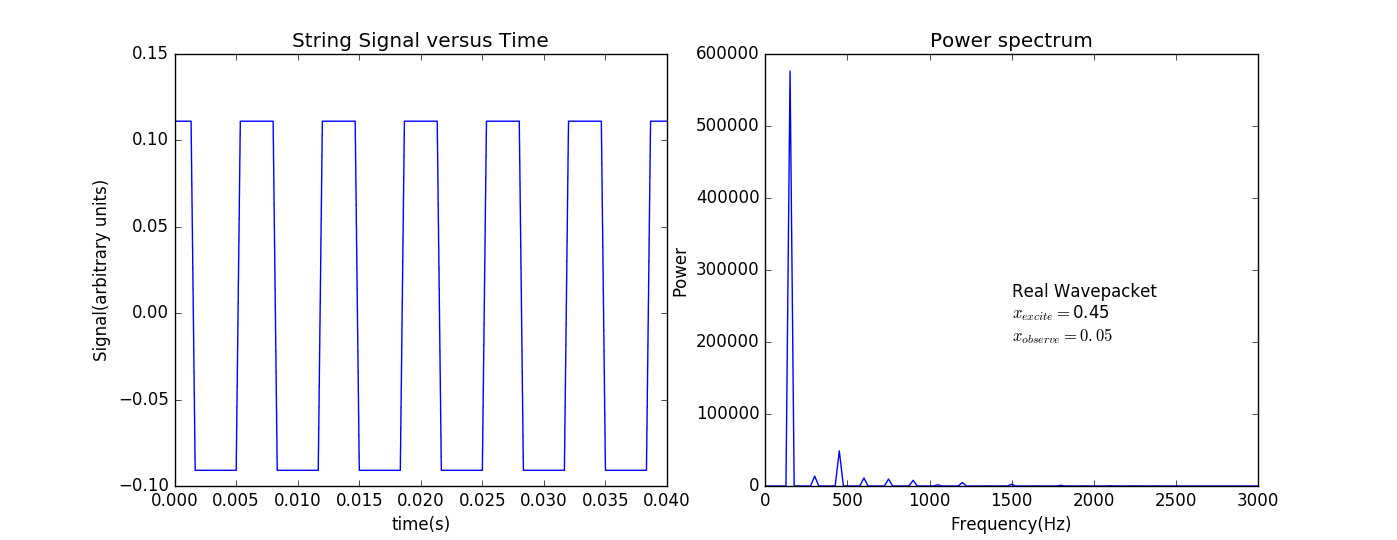 String Signal versus Time
0.15
0.10
0.05
0.00
−0.05
−0.10
Signal(arbitrary units)
0.000 0.005 0.010 0.015 0.020 0.025 0.030 0.035 0.040
time(s)
Power spectrum
600000
500000
400000
300000
200000
100000
0
Power
Real Wavepacket
x_excite = 0.45
x_observe = 0.05
0 500 1000 1500 2000 2500 3000
Frequency(Hz)